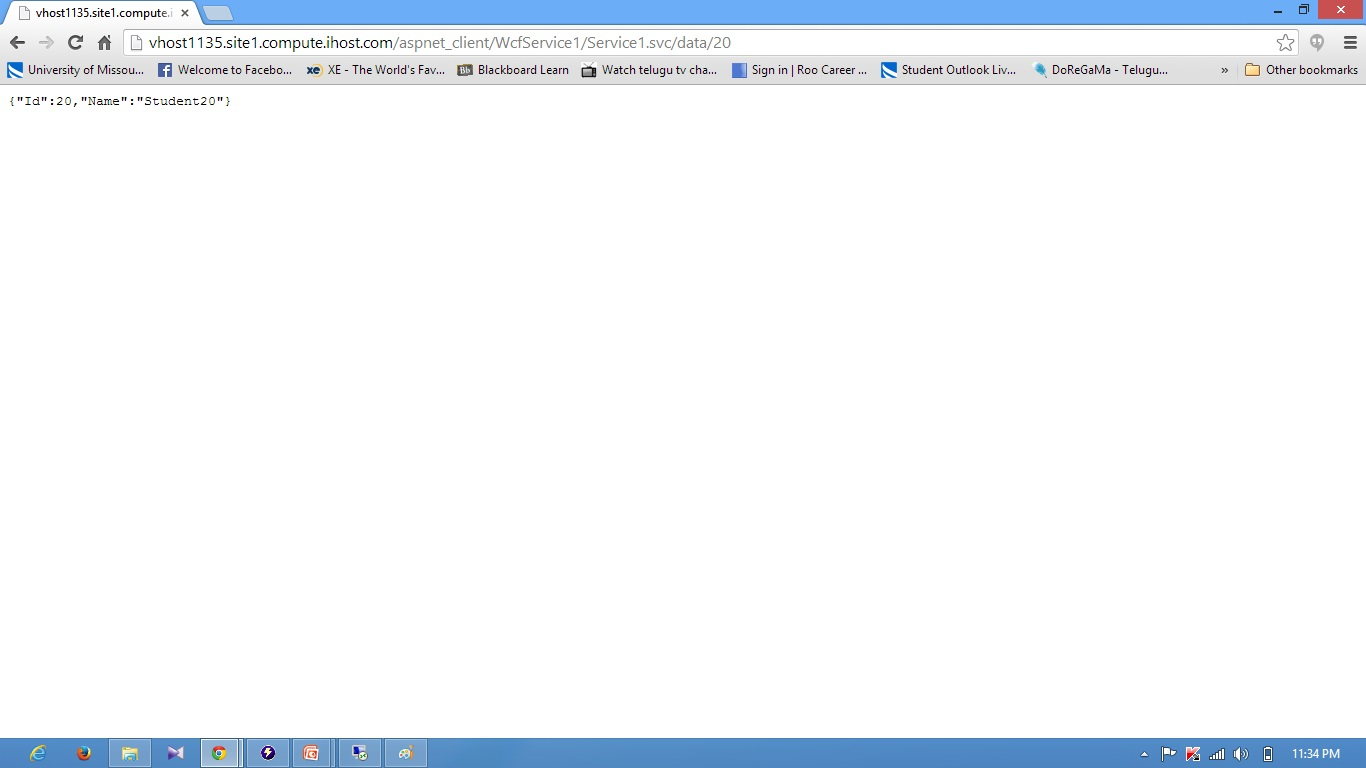 vhost1135.site1.compute.i
vhost1135.site1.compute.ihost.com/aspnet_client/WcfService1/Service1.svc/data/20
University of Missou... Welcome to Facebo... XE - The World's Fav... Blackboard Learn Watch telugu tv cha... Sign in | Roo Career ... Student Outlook Liv... DoReGaMa - Telugu... » Other bookmarks
{"Id":20,"Name":"Student20"}
11:34 PM